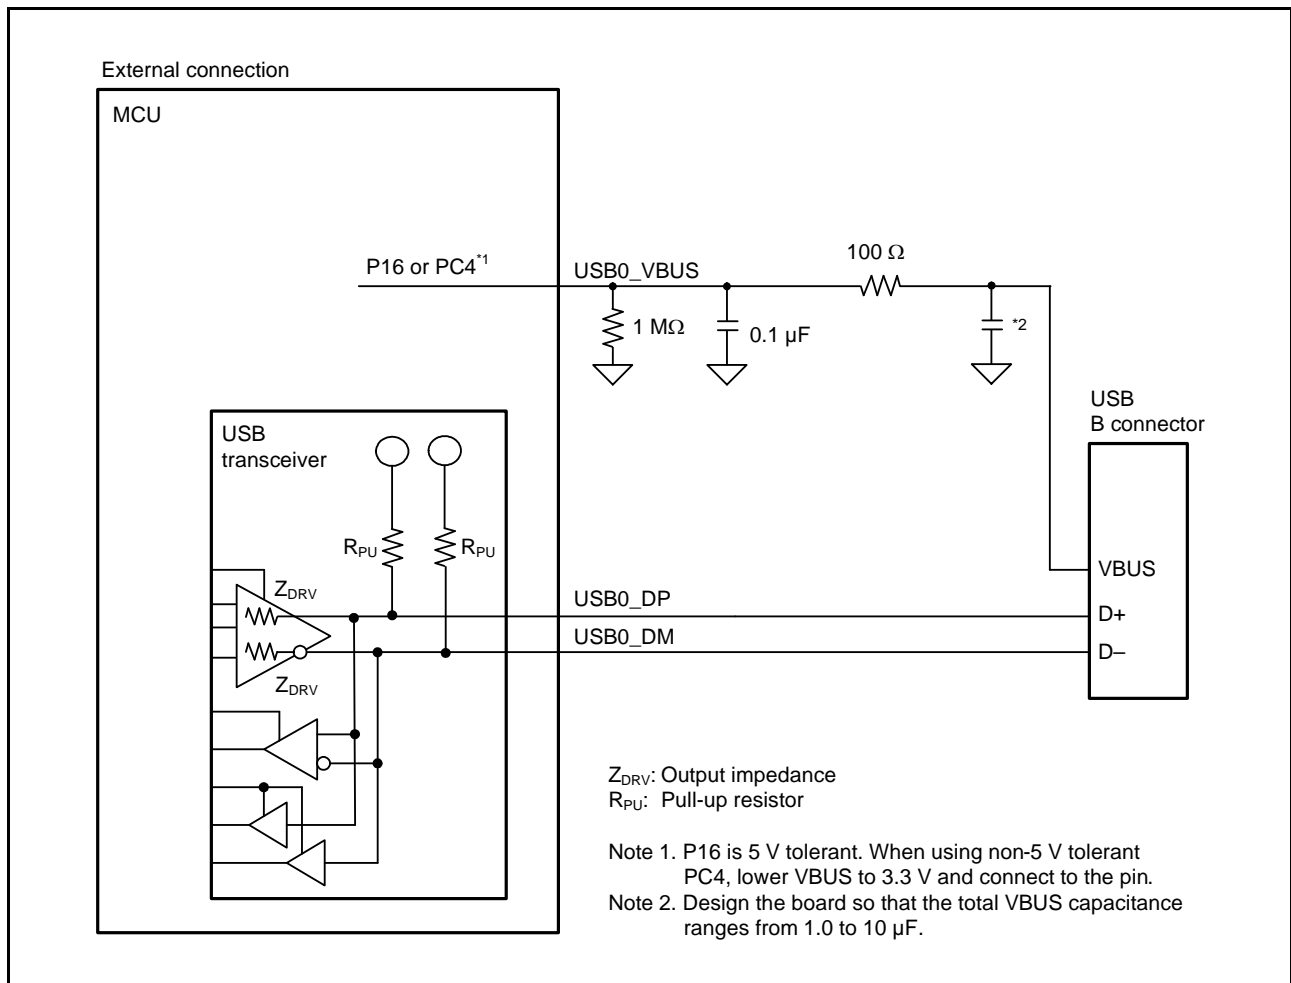 External connection
MCU
P16 or PC4*1
USB0_VBUS
100 Ω
1 MΩ
0.1 µF
*2
USB
B connector
USB
transceiver
RPU
RPU
VBUS
ZDRV
USB0_DP
D+
USB0_DM
D–
ZDRV
ZDRV: Output impedance
RPU: Pull-up resistor
Note 1. P16 is 5 V tolerant. When using non-5 V tolerant
PC4, lower VBUS to 3.3 V and connect to the pin.
Note 2. Design the board so that the total VBUS capacitance
ranges from 1.0 to 10 µF.